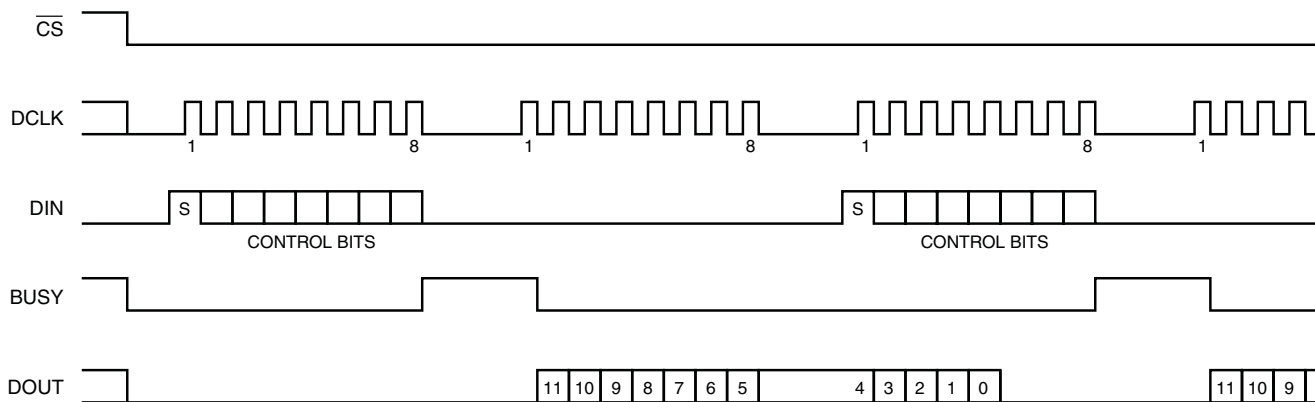 CS
DCLK
1 8 1 8 1 8 1
DIN
S S
CONTROL BITS CONTROL BITS
BUSY
DOUT
11 10 9 8 7 6 5 4 3 2 1 0 11 10 9